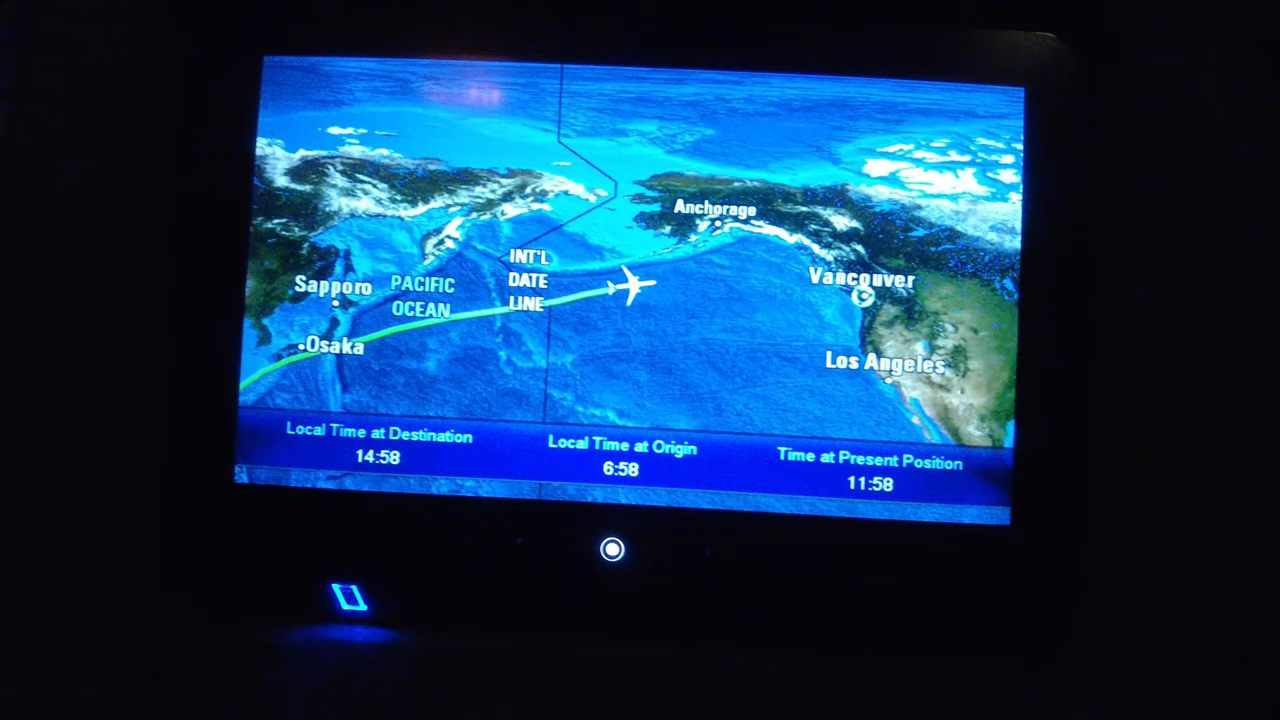 Anchorage
INT'L
DATE
LINE
Vancouver
Sapporo
PACIFIC
OCEAN
Osaka
Los Angeles
Local Time at Destination
14:58
Local Time at Origin
6:58
Time at Present Position
11:58